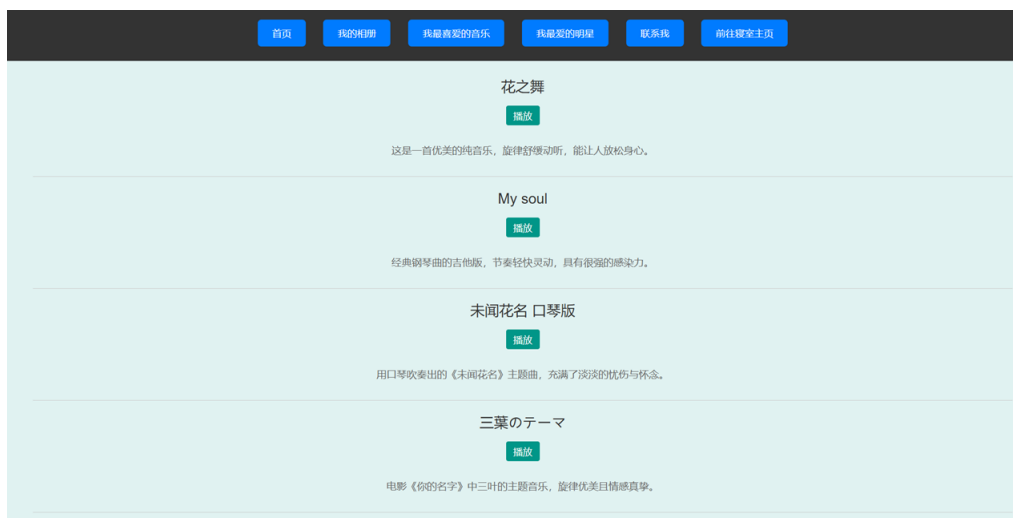 首页 我的相册 我最喜爱的音乐 我最爱的明星 联系我 前往寝室主页
花之舞
播放
这是一首优美的纯音乐，旋律舒缓动听，能让人放松身心。
My soul
播放
经典钢琴曲的吉他版，节奏轻快灵动，具有很强的感染力。
未闻花名 口琴版
播放
用口琴吹奏出的《未闻花名》主题曲，充满了淡淡的忧伤与怀念。
三葉のテーマ
播放
电影《你的名字》中三叶的主题音乐，旋律优美且情感真挚。